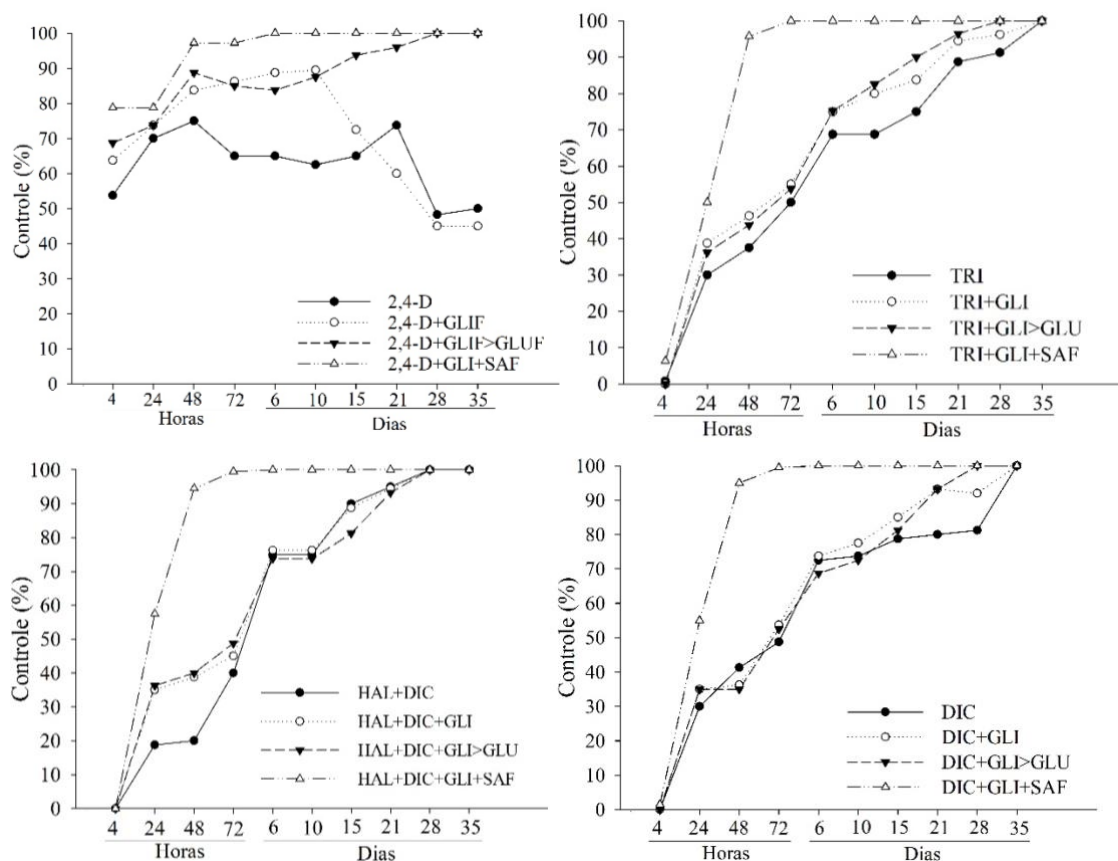 Controle (%)
100
90
80
70
60
50
40
30
20
10
0
2,4-D
2,4-D+GLIF
2,4-D+GLIF>GLUF
2,4-D+GLI+SAF
4 24 48 72 6 10 15 21 28 35
Horas Dias
Controle (%)
100
90
80
70
60
50
40
30
20
10
0
TRI
TRI+GLI
TRI+GLI>GLU
TRI+GLI+SAF
4 24 48 72 6 10 15 21 28 35
Horas Dias
Controle (%)
100
90
80
70
60
50
40
30
20
10
0
HAL+DIC
HAL+DIC+GLI
HAL+DIC+GLI>GLU
HAL+DIC+GLI+SAF
4 24 48 72 6 10 15 21 28 35
Horas Dias
Controle (%)
100
90
80
70
60
50
40
30
20
10
0
DIC
DIC+GLI
DIC+GLI>GLU
DIC+GLI+SAF
4 24 48 72 6 10 15 21 28 35
Horas Dias